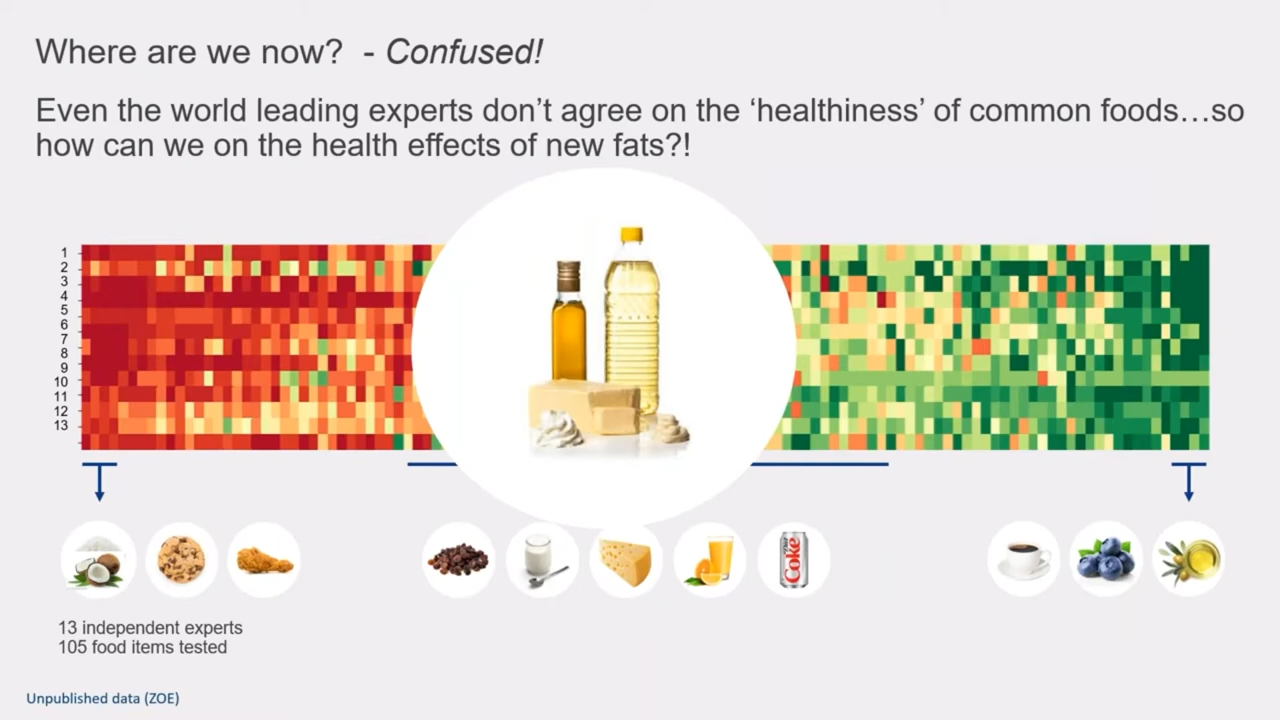 Where are we now?  - Confused!
Even the world leading experts don’t agree on the ‘healthiness’ of common foods…so
how can we on the health effects of new fats?!
1
2
3
4
5
6
7
8
9
10
11
12
13
Coke
13 independent experts
105 food items tested
Unpublished data (ZOE)